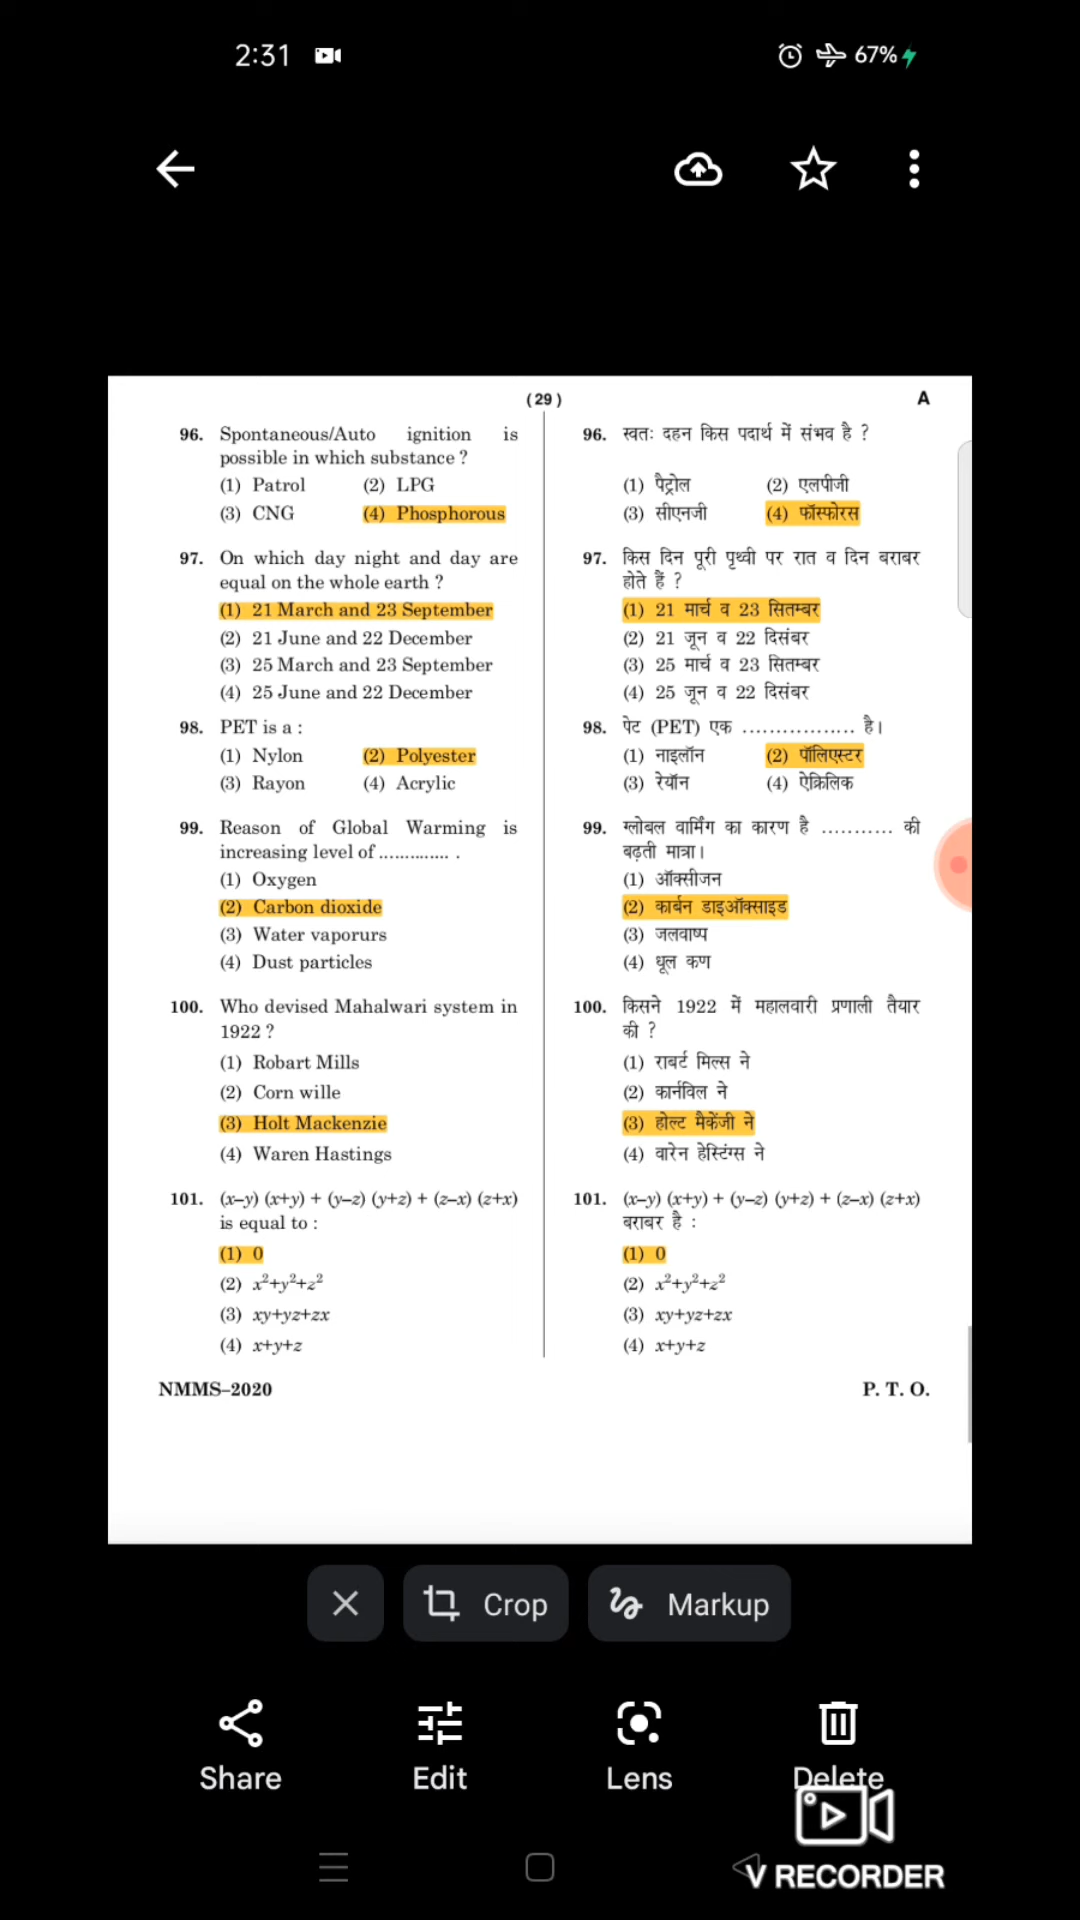 2:31
67%
(29)
A
96. Spontaneous/Auto ignition is
possible in which substance ?
(1) Patrol (2) LPG
(3) CNG (4) Phosphorous
97. On which day night and day are
equal on the whole earth ?
(1) 21 March and 23 September
(2) 21 June and 22 December
(3) 25 March and 23 September
(4) 25 June and 22 December
98. PET is a :
(1) Nylon (2) Polyester
(3) Rayon (4) Acrylic
99. Reason of Global Warming is
increasing level of .............. .
(1) Oxygen
(2) Carbon dioxide
(3) Water vaporurs
(4) Dust particles
100. Who devised Mahalwari system in
1922 ?
(1) Robart Mills
(2) Corn wille
(3) Holt Mackenzie
(4) Waren Hastings
101. (x–y) (x+y) + (y–z) (y+z) + (z–x) (z+x)
is equal to :
(1) 0
(2) x²+y²+z²
(3) xy+yz+zx
(4) x+y+z
96. स्वतः दहन किस पदार्थ में संभव है ?
(1) पैट्रोल (2) एलपीजी
(3) सीएनजी (4) फॉस्फोरस
97. किस दिन पूरी पृथ्वी पर रात व दिन बराबर
होते हैं ?
(1) 21 मार्च व 23 सितम्बर
(2) 21 जून व 22 दिसंबर
(3) 25 मार्च व 23 सितम्बर
(4) 25 जून व 22 दिसंबर
98. पेट (PET) एक ................. है।
(1) नाइलॉन (2) पॉलिएस्टर
(3) रेयॉन (4) ऐक्रिलिक
99. ग्लोबल वार्मिंग का कारण है ........... की
बढ़ती मात्रा।
(1) ऑक्सीजन
(2) कार्बन डाइऑक्साइड
(3) जलवाष्प
(4) धूल कण
100. किसने 1922 में महालवारी प्रणाली तैयार
की ?
(1) राबर्ट मिल्स ने
(2) कार्नविल ने
(3) होल्ट मैकेंजी ने
(4) वारेन हेस्टिंग्स ने
101. (x–y) (x+y) + (y–z) (y+z) + (z–x) (z+x)
बराबर है :
(1) 0
(2) x²+y²+z²
(3) xy+yz+zx
(4) x+y+z
NMMS–2020
P. T. O.
Crop
Markup
Share
Edit
Lens
Delete
V RECORDER